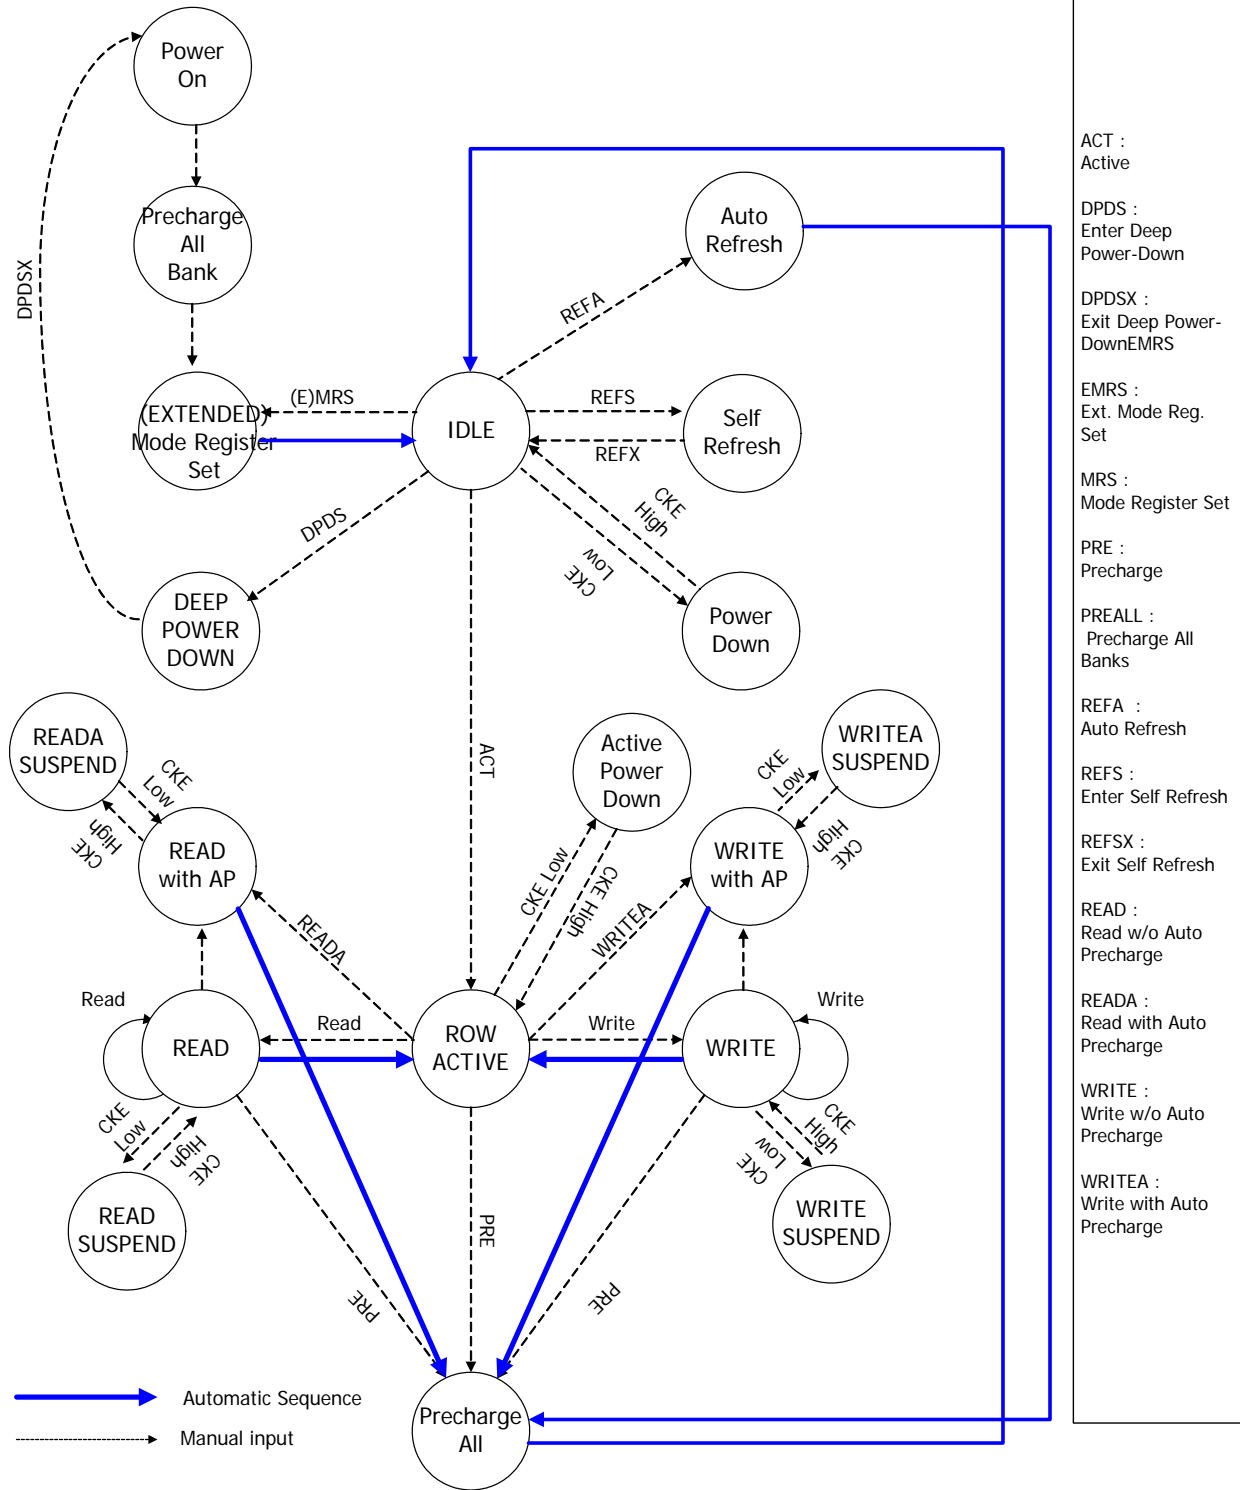 Power
On
Precharge
All
Bank
DPDSX
Auto
Refresh
REFA
(EXTENDED)
Mode Register
Set
(E)MRS
IDLE
REFS
REFX
Self
Refresh
CKE
High
CKE
Low
DPDS
DEEP
POWER
DOWN
Power
Down
READA
SUSPEND
CKE
Low
CKE
High
READ
with AP
ACT
Active
Power
Down
WRITEA
SUSPEND
CKE
Low
CKE
High
WRITE
with AP
READA
CKE Low
CKE High
WRITEA
Read
READ
Read
ROW
ACTIVE
Write
WRITE
Write
CKE
Low
CKE
High
READ
SUSPEND
PRE
PRE
PRE
CKE
High
CKE
Low
WRITE
SUSPEND
Precharge
All
Automatic Sequence
Manual input
ACT :
Active
DPDS :
Enter Deep
Power-Down
DPDSX :
Exit Deep Power-
DownEMRS
EMRS :
Ext. Mode Reg.
Set
MRS :
Mode Register Set
PRE :
Precharge
PREALL :
Precharge All
Banks
REFA :
Auto Refresh
REFS :
Enter Self Refresh
REFSX :
Exit Self Refresh
READ :
Read w/o Auto
Precharge
READA :
Read with Auto
Precharge
WRITE :
Write w/o Auto
Precharge
WRITEA :
Write with Auto
Precharge